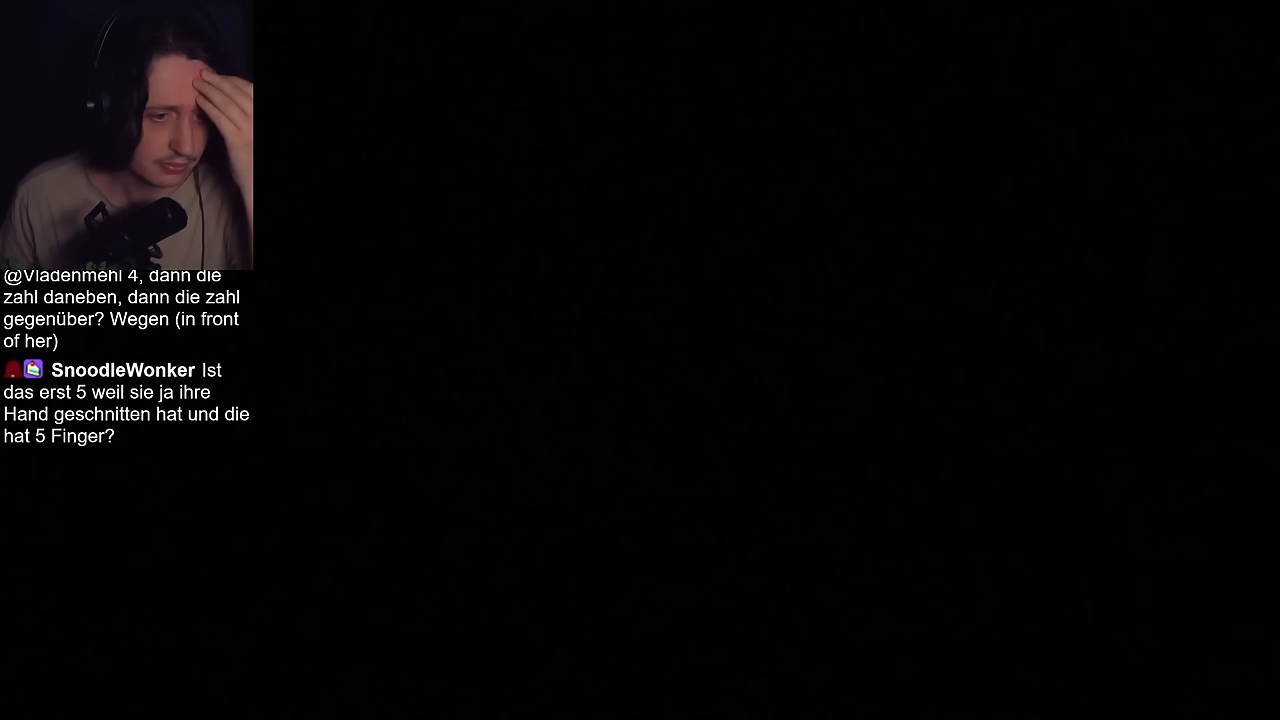 @Vladenmehl 4, dann die
zahl daneben, dann die zahl
gegenüber? Wegen (in front
of her)
SnoodleWonker Ist
das erst 5 weil sie ja ihre
Hand geschnitten hat und die
hat 5 Finger?